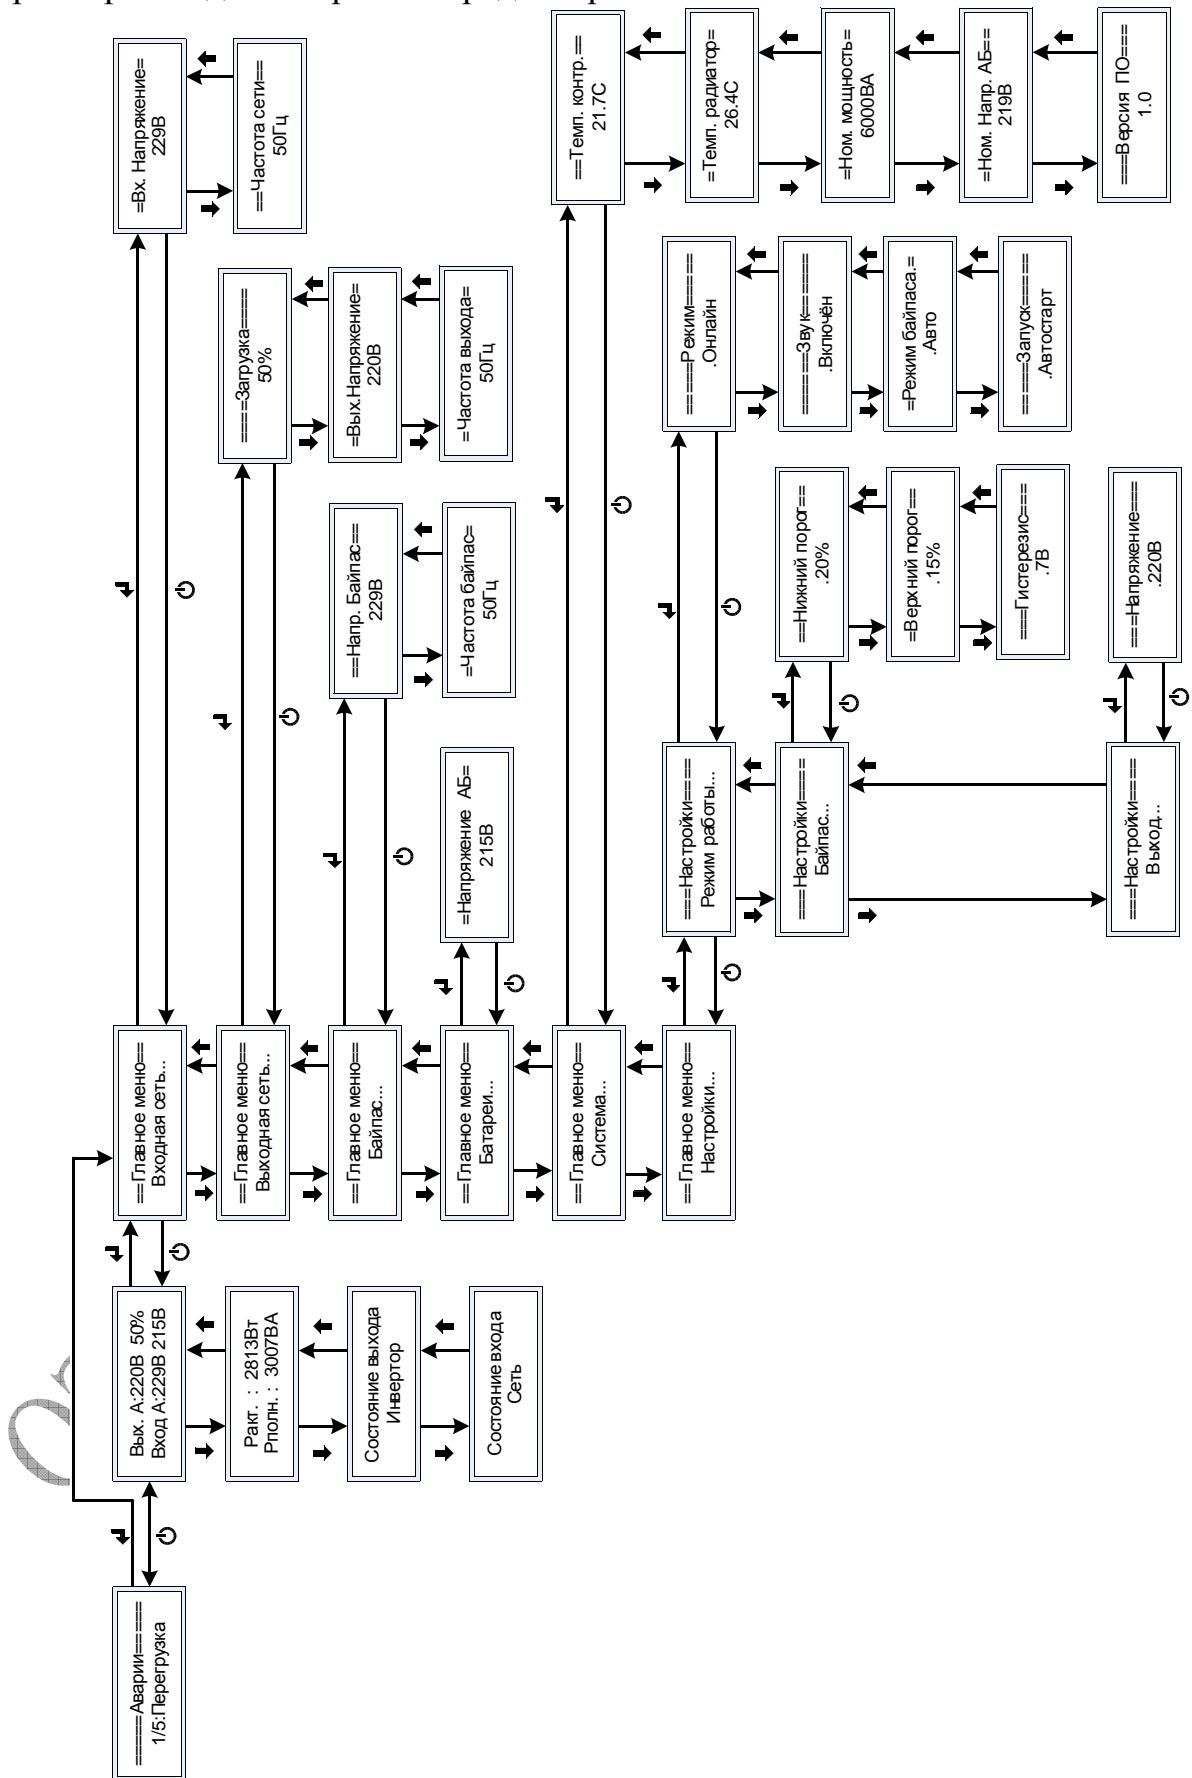 =====Аварии======
1/5:Перегрузка
Вых. А:220В 50%
Вход А:229В 215В
Ракт. : 2813Вт
Рполн. : 3007ВА
Состояние выхода
Инвертор
Состояние входа
Сеть
==Главное меню==
Входная сеть...
==Главное меню==
Выходная сеть...
==Главное меню==
Байпас...
==Главное меню==
Батареи...
==Главное меню==
Система...
==Главное меню==
Настройки...
=Вх. Напряжение=
229В
==Частота сети==
50Гц
=====Загрузка====
50%
=Вых.Напряжение=
220В
=Частота выхода=
50Гц
==Напр. Байпас==
229В
=Частота байпас=
50Гц
=Напряжение АБ=
215В
==Темп. контр.==
21.7С
=Темп. радиатор=
26.4С
=Ном. мощность=
6000ВА
=Ном. Напр. АБ==
219В
===Версия ПО===
1.0
===Настройки====
Режим работы...
===Настройки====
Байпас...
===Настройки====
Выход...
======Режим======
.Онлайн
======Звук=======
.Включён
=Режим байпаса.=
.Авто
=====Запуск======
.Автостарт
==Нижний порог==
.20%
=Верхний порог==
.15%
===Гистерезис===
.7В
===Напряжение===
.220В